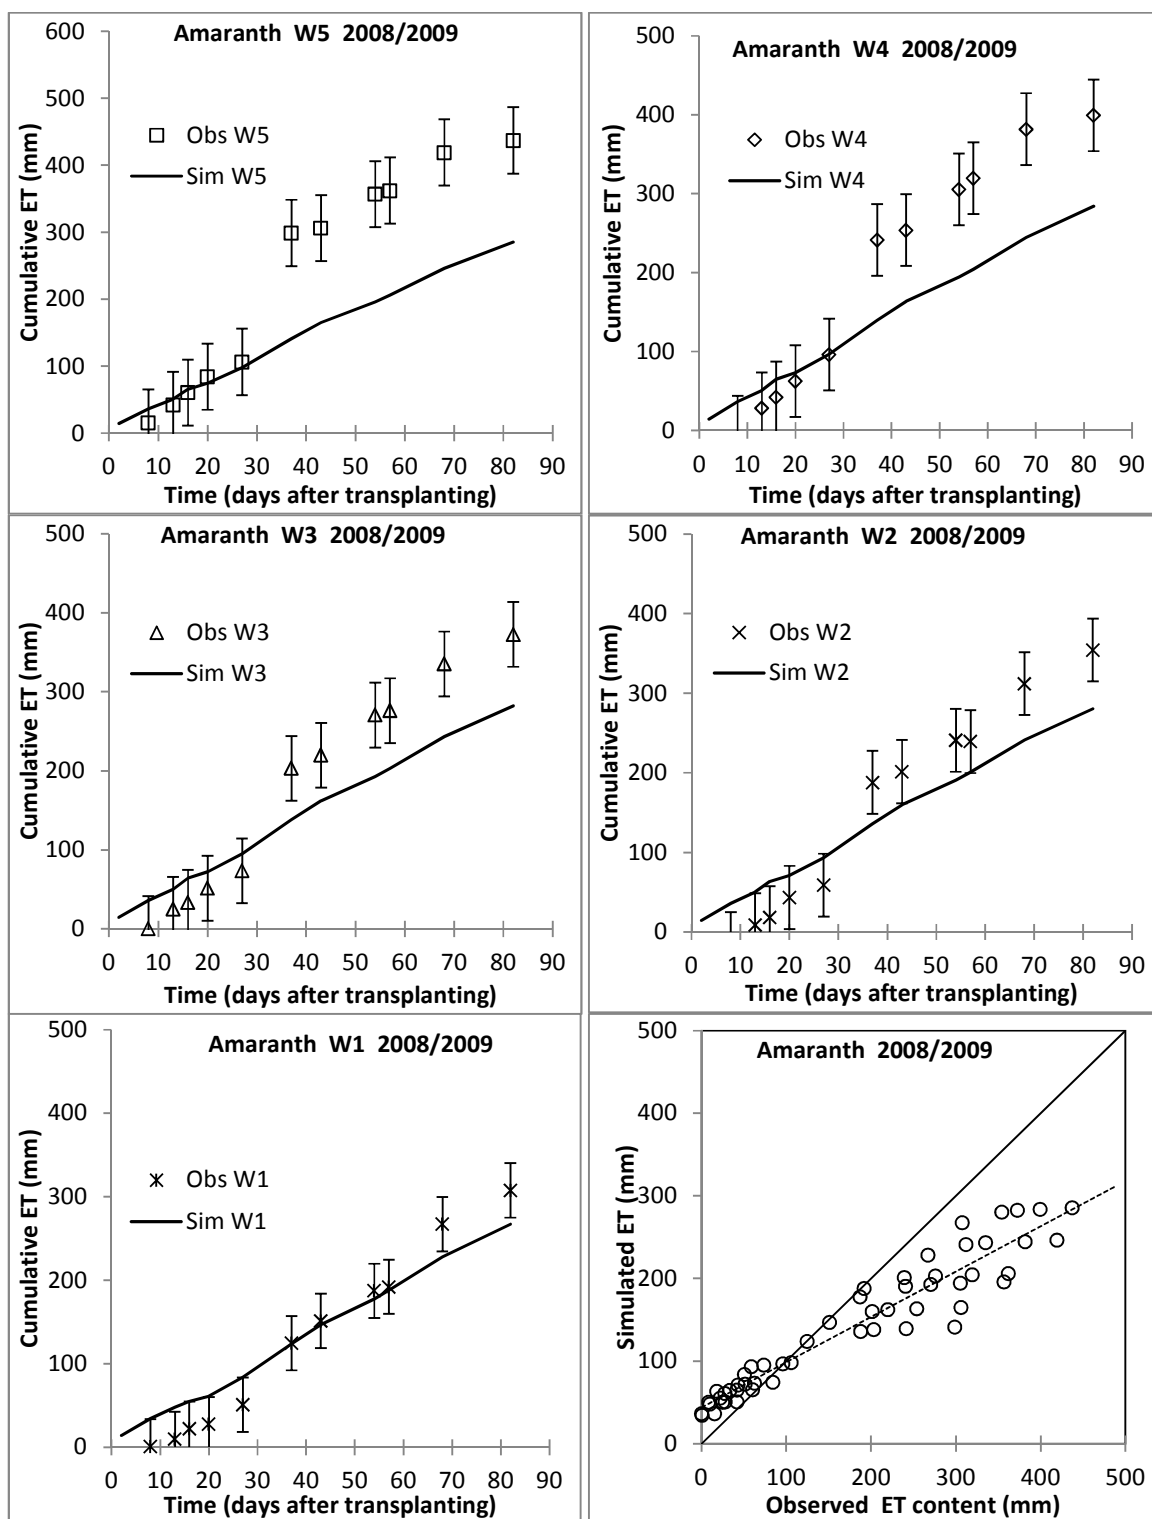 Amaranth W5 2008/2009
600
500
400
300
200
100
0
Cumulative ET (mm)
Obs W5
Sim W5
0 10 20 30 40 50 60 70 80 90
Time (days after transplanting)
Amaranth W4 2008/2009
500
400
300
200
100
0
Cumulative ET (mm)
Obs W4
Sim W4
0 10 20 30 40 50 60 70 80 90
Time (days after transplanting)
Amaranth W3 2008/2009
500
400
300
200
100
0
Cumulative ET (mm)
Obs W3
Sim W3
0 10 20 30 40 50 60 70 80 90
Time (days after transplanting)
Amaranth W2 2008/2009
500
400
300
200
100
0
Cumulative ET (mm)
Obs W2
Sim W2
0 10 20 30 40 50 60 70 80 90
Time (days after transplanting)
Amaranth W1 2008/2009
500
400
300
200
100
0
Cumulative ET (mm)
Obs W1
Sim W1
0 20 40 60 80
Time (days after transplanting)
Amaranth 2008/2009
500
400
300
200
100
0
Simulated ET (mm)
0 100 200 300 400 500
Observed ET content (mm)